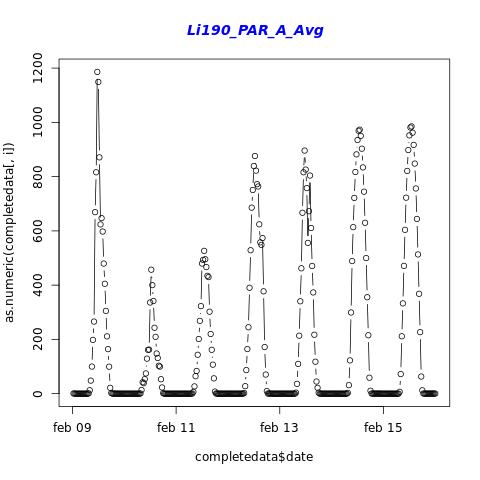 Li190_PAR_A_Avg
as.numeric(completedata[, i])
1200
1000
800
600
400
200
0
feb 09
feb 11
feb 13
feb 15
completedata$date